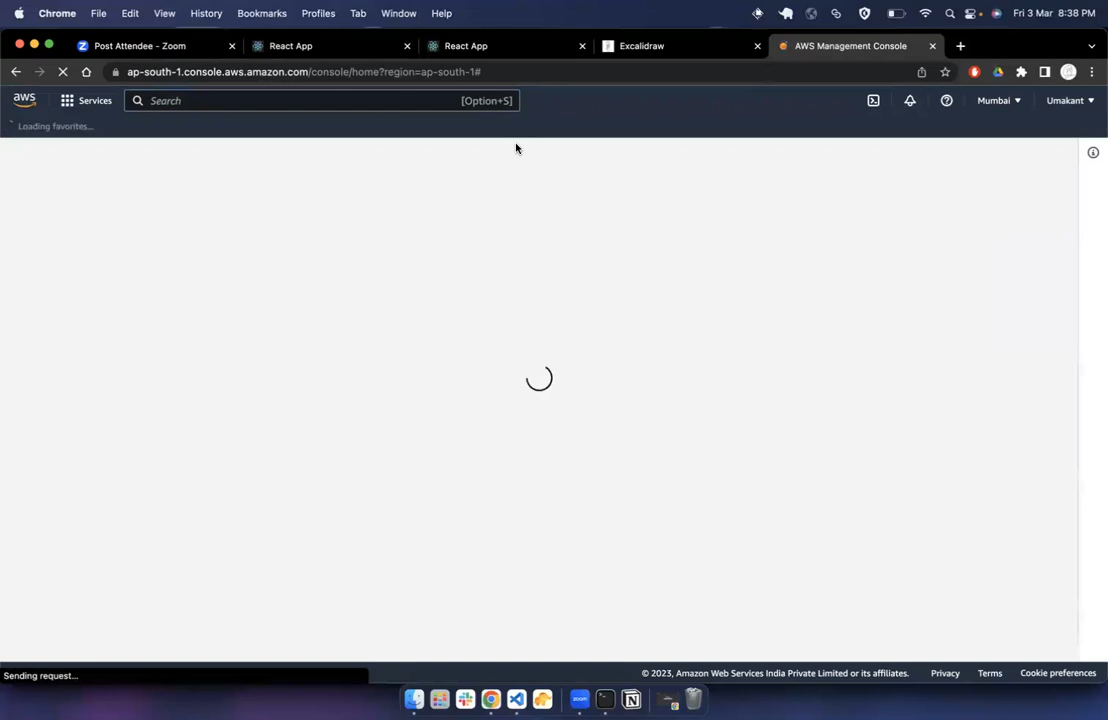 Chrome File Edit View History Bookmarks Profiles Tab Window Help Fri 3 Mar 8:38 PM
Post Attendee - Zoom React App React App Excalidraw AWS Management Console
ap-south-1.console.aws.amazon.com/console/home?region=ap-south-1#
aws Services Search [Option+S] Mumbai Umakant
Loading favorites...
Sending request...
© 2023, Amazon Web Services India Private Limited or its affiliates. Privacy Terms Cookie preferences
zoom